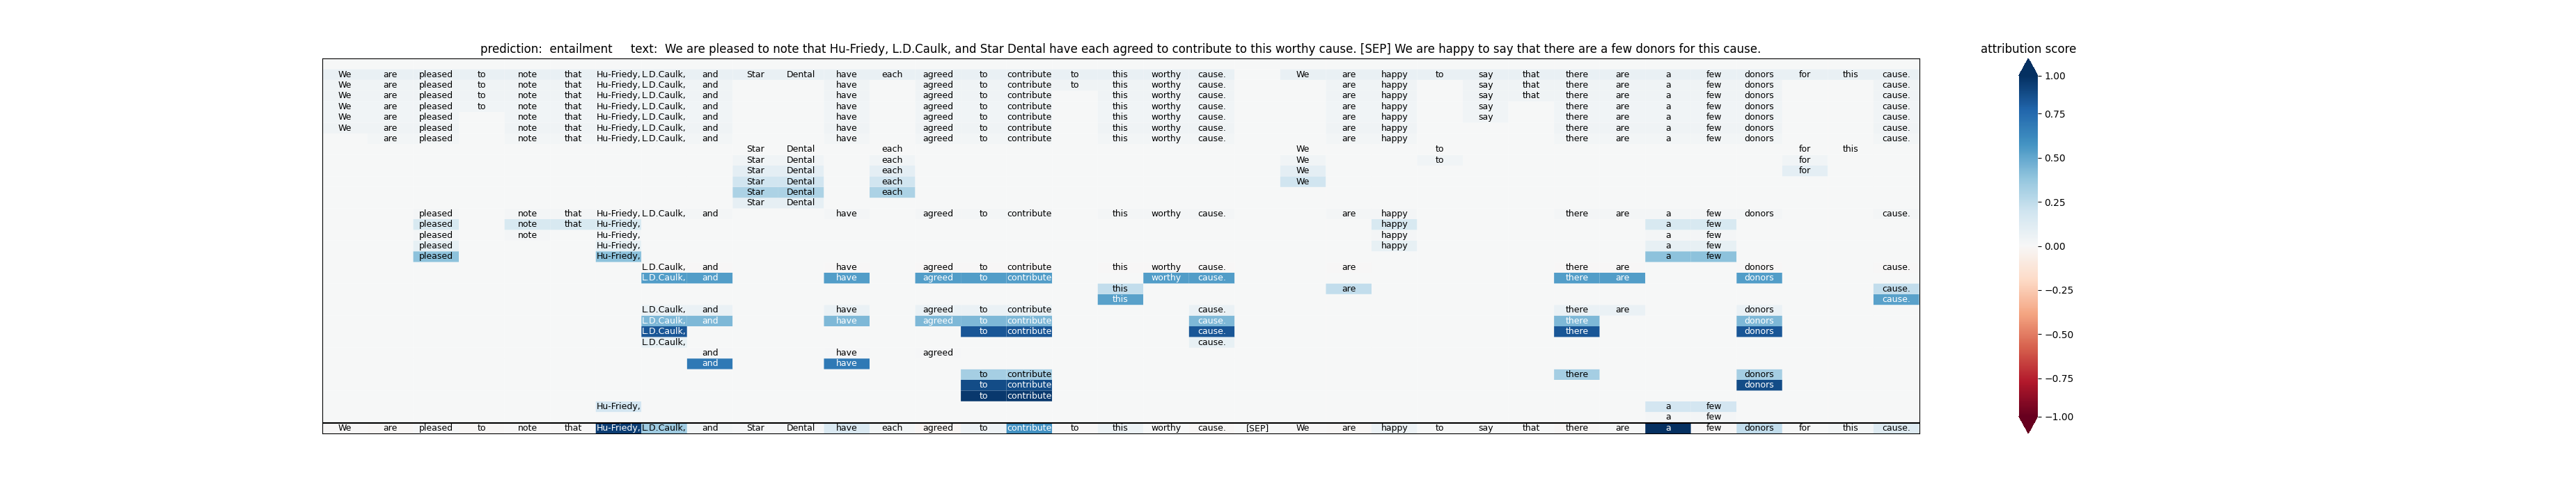 prediction: entailment text: We are pleased to note that Hu-Friedy, L.D.Caulk, and Star Dental have each agreed to contribute to this worthy cause. [SEP] We are happy to say that there are a few donors for this cause.
attribution score
We are pleased to note that Hu-Friedy, L.D.Caulk, and Star Dental have each agreed to contribute to this worthy cause. We are happy to say that there are a few donors for this cause.
We are pleased to note that Hu-Friedy, L.D.Caulk, and have agreed to contribute to this worthy cause. are happy say that there are a few donors cause.
We are pleased to note that Hu-Friedy, L.D.Caulk, and have agreed to contribute this worthy cause. are happy say that there are a few donors cause.
We are pleased to note that Hu-Friedy, L.D.Caulk, and have agreed to contribute this worthy cause. are happy say there are a few donors cause.
We are pleased note that Hu-Friedy, L.D.Caulk, and have agreed to contribute this worthy cause. are happy say there are a few donors cause.
We are pleased note that Hu-Friedy, L.D.Caulk, and have agreed to contribute this worthy cause. are happy there are a few donors cause.
are pleased note that Hu-Friedy, L.D.Caulk, and have agreed to contribute this worthy cause. are happy there are a few donors cause.
Star Dental each We to for this
Star Dental each We to for
Star Dental each We for
Star Dental each We
Star Dental each
Star Dental
pleased note that Hu-Friedy, L.D.Caulk, and have agreed to contribute this worthy cause. are happy there are a few donors cause.
pleased note that Hu-Friedy, happy a few
pleased note Hu-Friedy, happy a few
pleased Hu-Friedy, happy a few
pleased Hu-Friedy, a few
L.D.Caulk, and have agreed to contribute this worthy cause. are there are donors cause.
L.D.Caulk, and have agreed to contribute worthy cause. there are donors
this are cause.
this cause.
L.D.Caulk, and have agreed to contribute cause. there are donors
L.D.Caulk, and have agreed to contribute cause. there donors
L.D.Caulk, to contribute cause. there donors
L.D.Caulk, cause.
and have agreed
and have
to contribute there donors
to contribute donors
to contribute
Hu-Friedy, a few
a few
We are pleased to note that Hu-Friedy, L.D.Caulk, and Star Dental have each agreed to contribute to this worthy cause. [SEP] We are happy to say that there are a few donors for this cause.
1.00
0.75
0.50
0.25
0.00
−0.25
−0.50
−0.75
−1.00